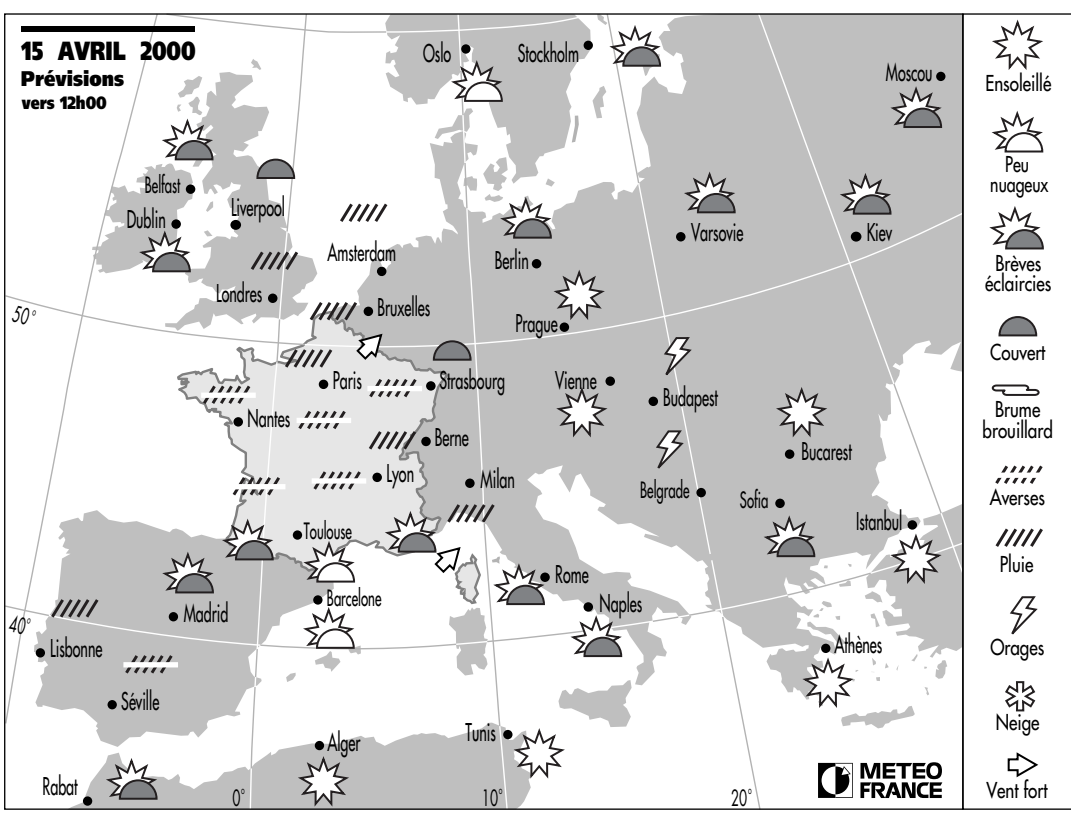 15 AVRIL 2000
Prévisions
vers 12h00
Oslo
Stockholm
Moscou
Belfast
Dublin
Liverpool
Londres
Amsterdam
Bruxelles
Berlin
Varsovie
Kiev
Prague
50°
Paris
Strasbourg
Nantes
Berne
Lyon
Milan
Vienne
Budapest
Bucarest
Belgrade
Sofia
Istanbul
Toulouse
Barcelone
Madrid
Rome
Naples
40°
Lisbonne
Séville
Athènes
Alger
Tunis
Rabat
0°
10°
20°
METEO
FRANCE
Ensoleillé
Peu
nuageux
Brèves
éclaircies
Couvert
Brume
brouillard
Averses
Pluie
Orages
Neige
Vent fort